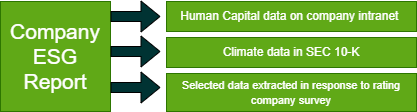 Company
ESG
Report
Human Capital data on company intranet
Climate data in SEC 10-K
Selected data extracted in response to rating
company survey